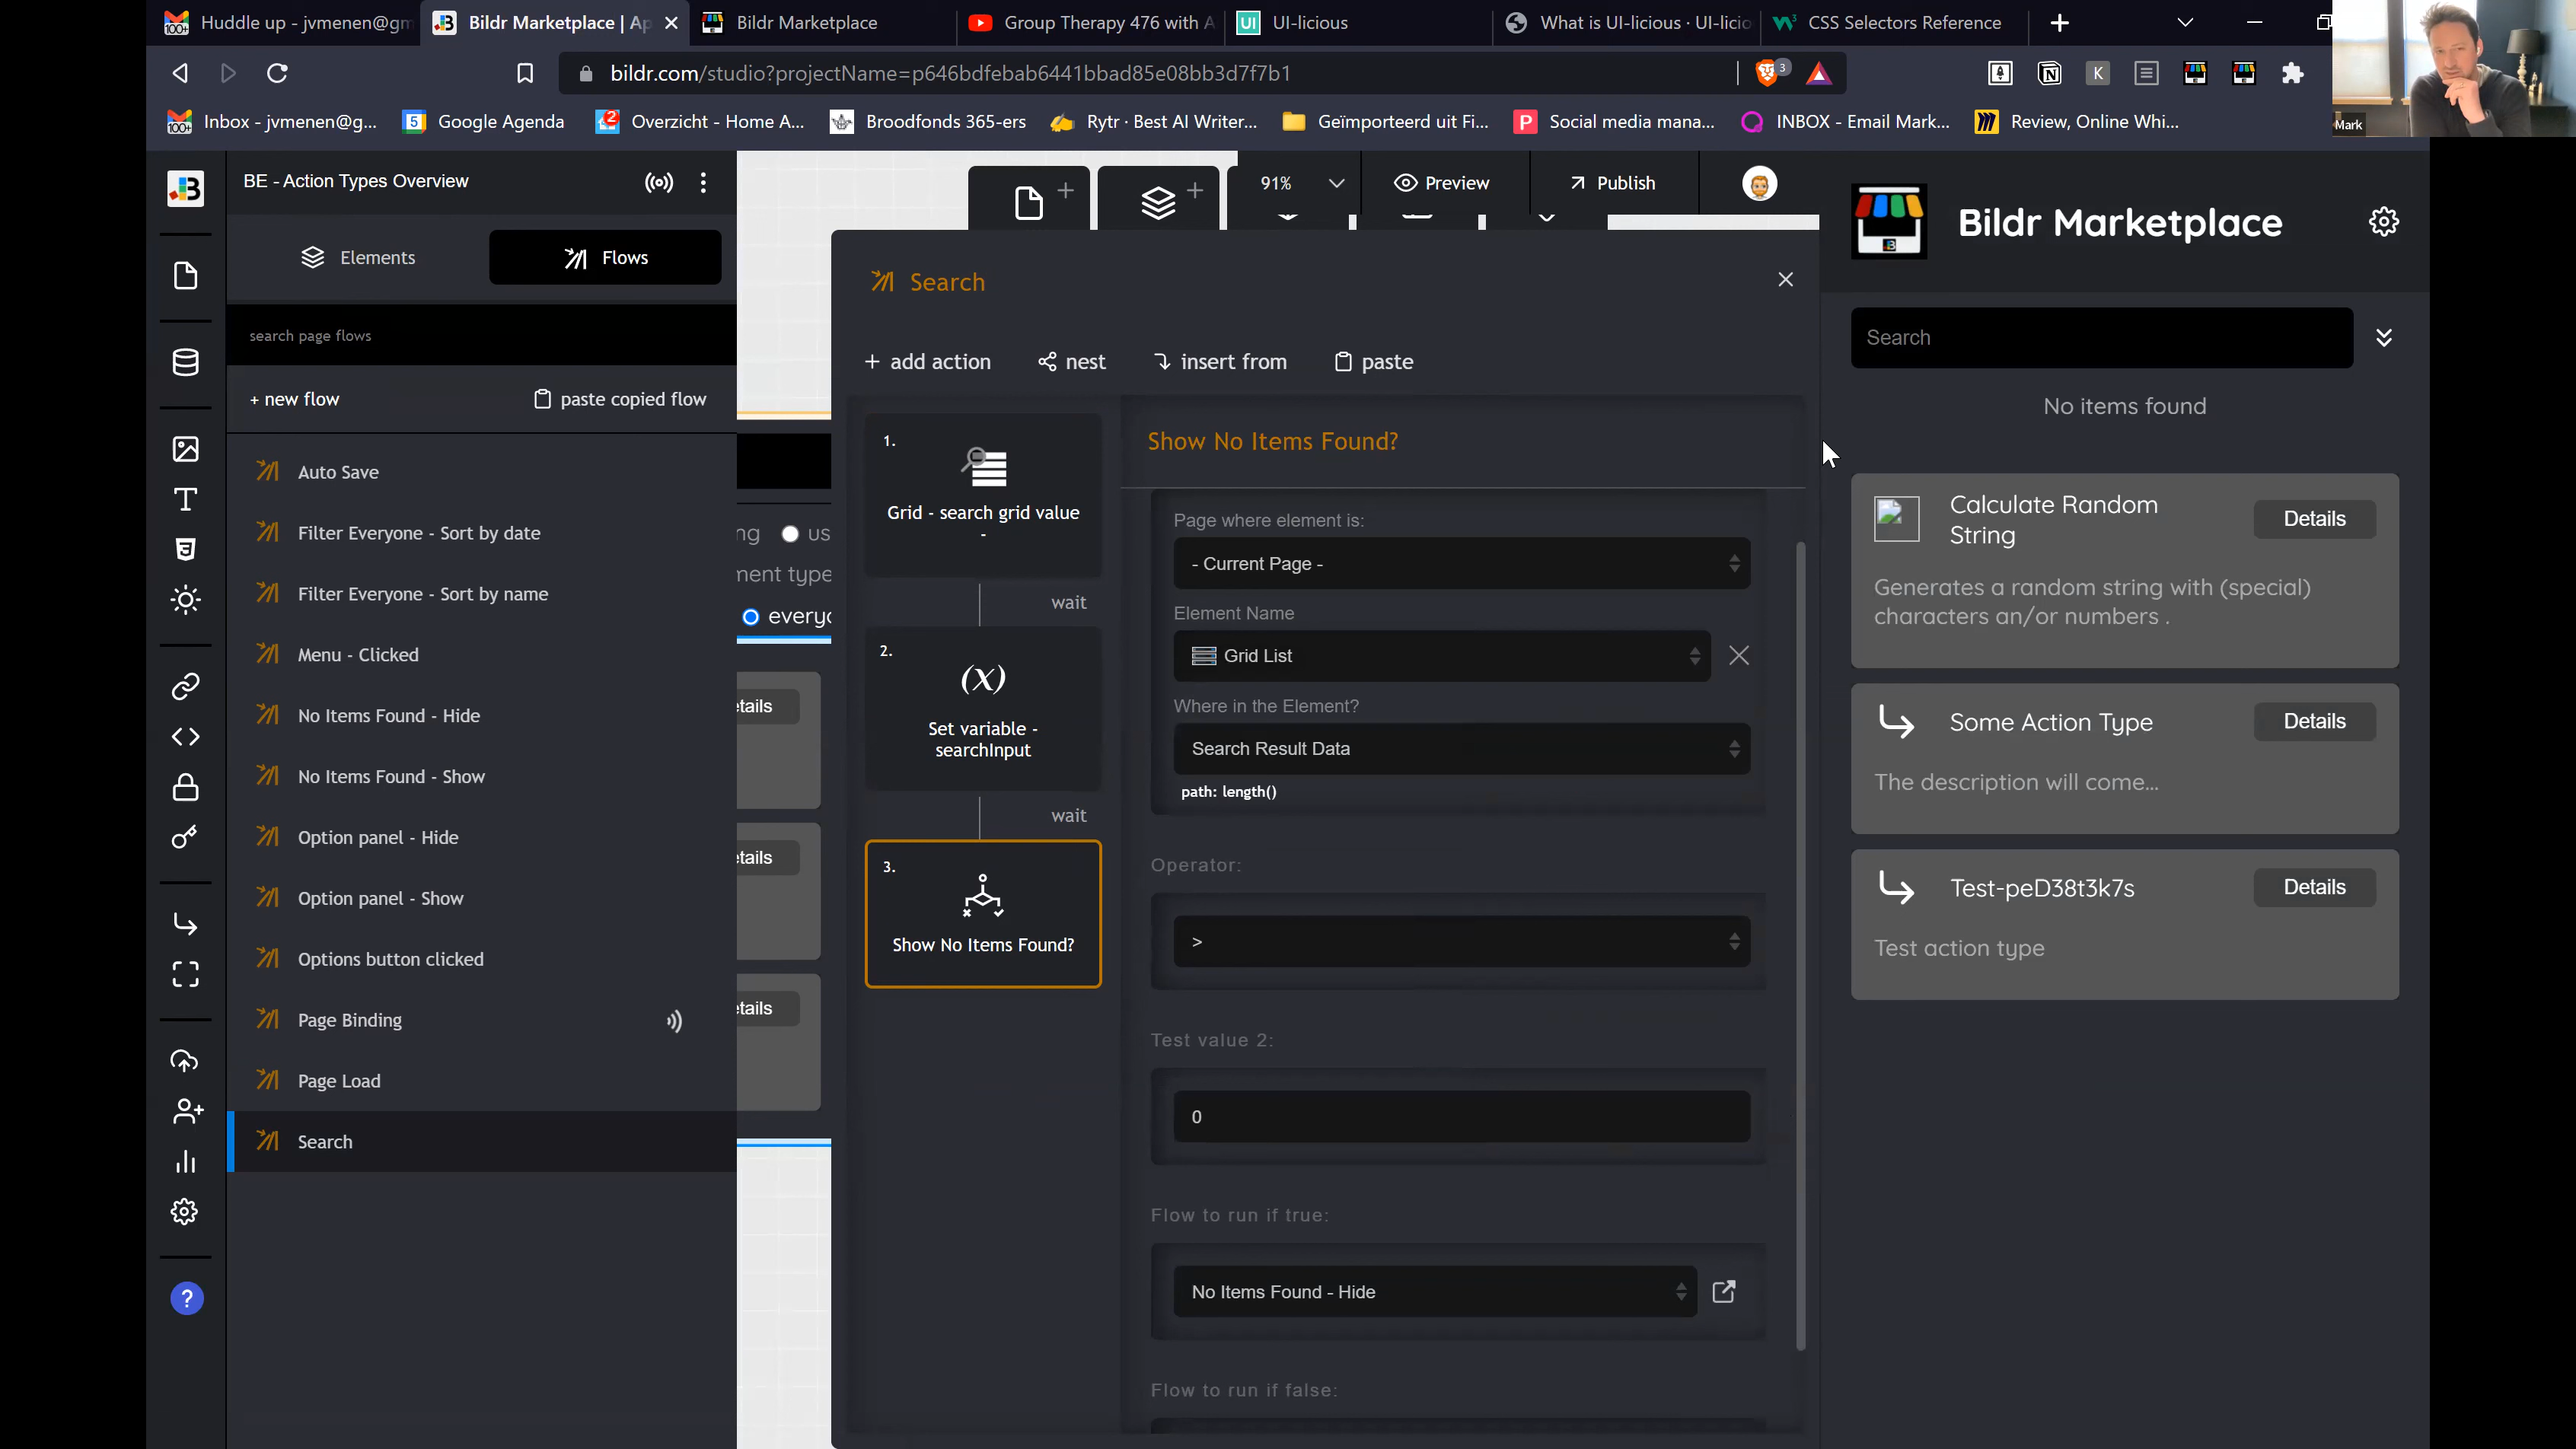 Huddle up - jvmenen@gm
Bildr Marketplace | Ap
Bildr Marketplace
Group Therapy 476 with A
UI-licious
What is UI-licious · UI-licio
CSS Selectors Reference
bildr.com/studio?projectName=p646bdfebab6441bbad85e08bb3d7f7b1
3
Inbox - jvmenen@g...
Google Agenda
Overzicht - Home A...
Broodfonds 365-ers
Rytr · Best AI Writer...
Geïmporteerd uit Fi...
Social media mana...
INBOX - Email Mark...
Review, Online Whi...
Mark
BE - Action Types Overview
91%
Preview
Publish
Elements
Flows
search page flows
+ new flow
paste copied flow
Auto Save
Filter Everyone - Sort by date
Filter Everyone - Sort by name
Menu - Clicked
No Items Found - Hide
No Items Found - Show
Option panel - Hide
Option panel - Show
Options button clicked
Page Binding
Page Load
Search
ng
us
ment type
everyo
etails
etails
etails
Search
+ add action
nest
insert from
paste
1.
Grid - search grid value
-
wait
2.
(x)
Set variable -
searchInput
wait
3.
Show No Items Found?
Show No Items Found?
Page where element is:
- Current Page -
Element Name
Grid List
Where in the Element?
Search Result Data
path: length()
Operator:
>
Test value 2:
0
Flow to run if true:
No Items Found - Hide
Flow to run if false:
Bildr Marketplace
Search
No items found
Calculate Random
String
Details
Generates a random string with (special)
characters an/or numbers .
Some Action Type
Details
The description will come...
Test-peD38t3k7s
Details
Test action type